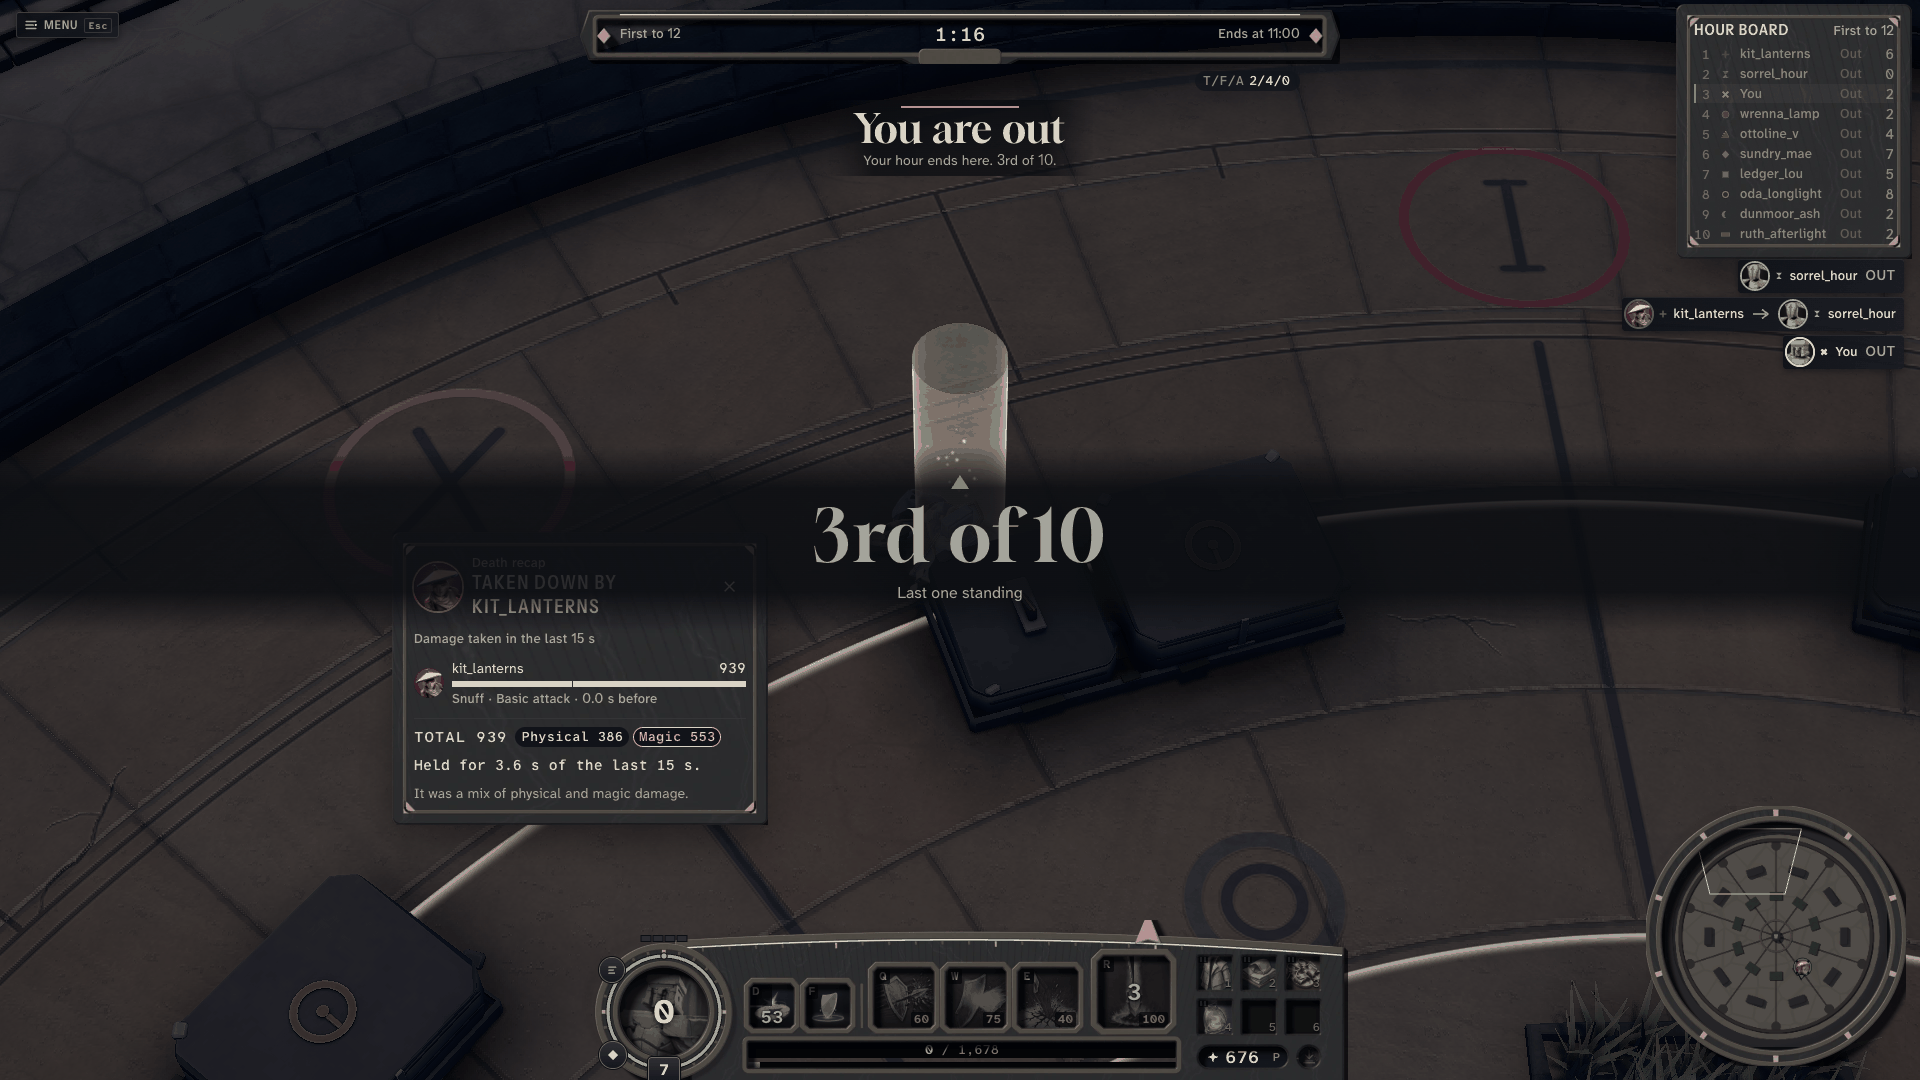 MENU Esc
First to 12
1:16
Ends at 11:00
T/F/A 2/4/0
You are out
Your hour ends here. 3rd of 10.
HOUR BOARD First to 12
1 kit_lanterns Out 6
2 sorrel_hour Out 0
3 You Out 2
4 wrenna_lamp Out 2
5 ottoline_v Out 4
6 sundry_mae Out 7
7 ledger_lou Out 5
8 oda_longlight Out 8
9 dunmoor_ash Out 2
10 ruth_afterlight Out 2
sorrel_hour OUT
kit_lanterns → sorrel_hour
You OUT
X
I
3rd of 10
Last one standing
Death recap
TAKEN DOWN BY
KIT_LANTERNS
Damage taken in the last 15 s
kit_lanterns 939
Snuff · Basic attack · 0.0 s before
TOTAL 939 Physical 386 Magic 553
Held for 3.6 s of the last 15 s.
It was a mix of physical and magic damage.
0
7
D 53
F
Q 60
W 75
E 40
R 3 100
0 / 1,678
1 2 3
4 5 6
676 P